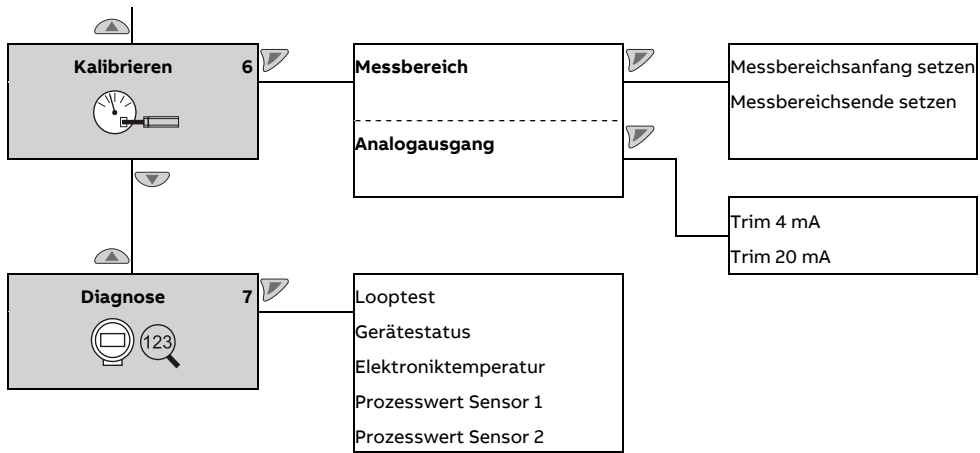 Kalibrieren 6
Messbereich
Analogausgang
Messbereichsanfang setzen
Messbereichsende setzen
Trim 4 mA
Trim 20 mA
Diagnose 7
123
Looptest
Gerätestatus
Elektroniktemperatur
Prozesswert Sensor 1
Prozesswert Sensor 2